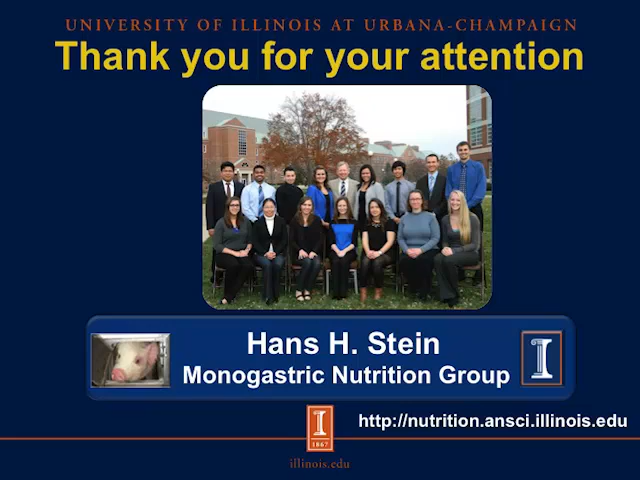 UNIVERSITY OF ILLINOIS AT URBANA-CHAMPAIGN
Thank you for your attention
Hans H. Stein
Monogastric Nutrition Group
I
I
1867
http://nutrition.ansci.illinois.edu
illinois.edu